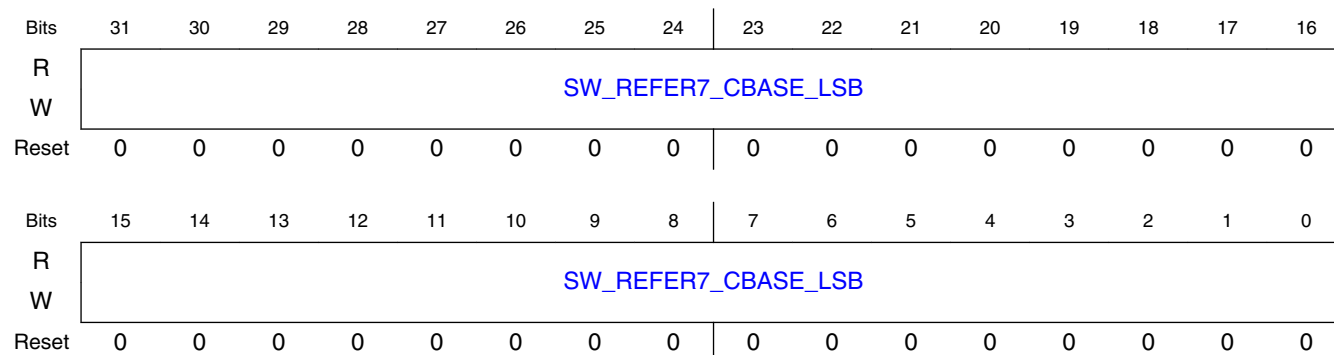 Bits 31 30 29 28 27 26 25 24 23 22 21 20 19 18 17 16
R
SW_REFER7_CBASE_LSB
W
Reset 0 0 0 0 0 0 0 0 0 0 0 0 0 0 0 0
Bits 15 14 13 12 11 10 9 8 7 6 5 4 3 2 1 0
R
SW_REFER7_CBASE_LSB
W
Reset 0 0 0 0 0 0 0 0 0 0 0 0 0 0 0 0